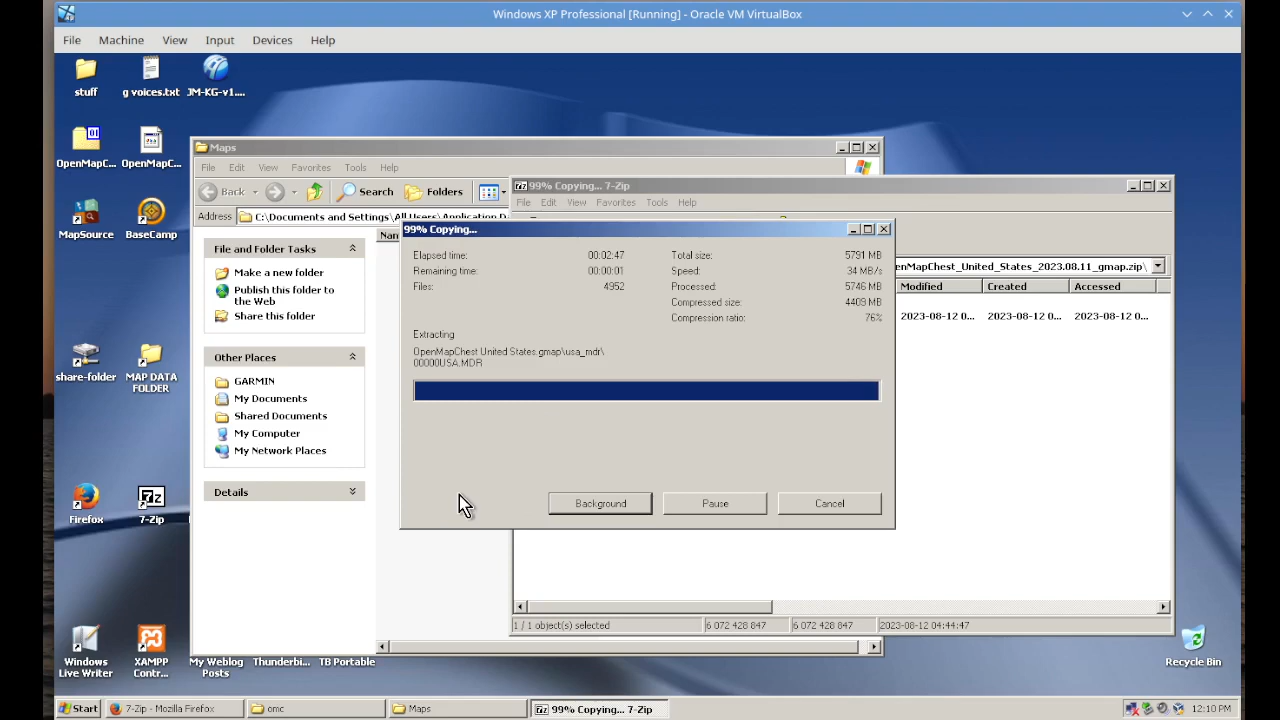 Windows XP Professional [Running] - Oracle VM VirtualBox
File Machine View Input Devices Help
stuff
g voices.txt
JM-KG-v1....
OpenMapC...
OpenMapC...
MapSource
BaseCamp
share-folder
MAP DATA
FOLDER
Firefox
7-Zip
Windows
Live Writer
XAMPP
Contr...
My Weblog
Posts
Thunderbi...
TB Portable
Recycle Bin
Maps
File Edit View Favorites Tools Help
Back Search Folders
Address C:\Documents and Settings\All Users\Application D
File and Folder Tasks
Make a new folder
Publish this folder to
the Web
Share this folder
Other Places
GARMIN
My Documents
Shared Documents
My Computer
My Network Places
Details
99% Copying... 7-Zip
File Edit View Favorites Tools Help
enMapChest_United_States_2023.08.11_gmap.zip\
Modified Created Accessed
2023-08-12 0... 2023-08-12 0... 2023-08-12 0...
1 / 1 object(s) selected 6 072 428 847 6 072 428 847 2023-08-12 04:44:47
99% Copying...
Elapsed time: 00:02:47 Total size: 5791 MB
Remaining time: 00:00:01 Speed: 34 MB/s
Files: 4952 Processed: 5746 MB
Compressed size: 4409 MB
Compression ratio: 76%
Extracting
OpenMapChest United States.gmap\usa_mdr\
00000USA.MDR
Background Pause Cancel
Start 7-Zip - Mozilla Firefox omc Maps 99% Copying... 7-Zip 12:10 PM